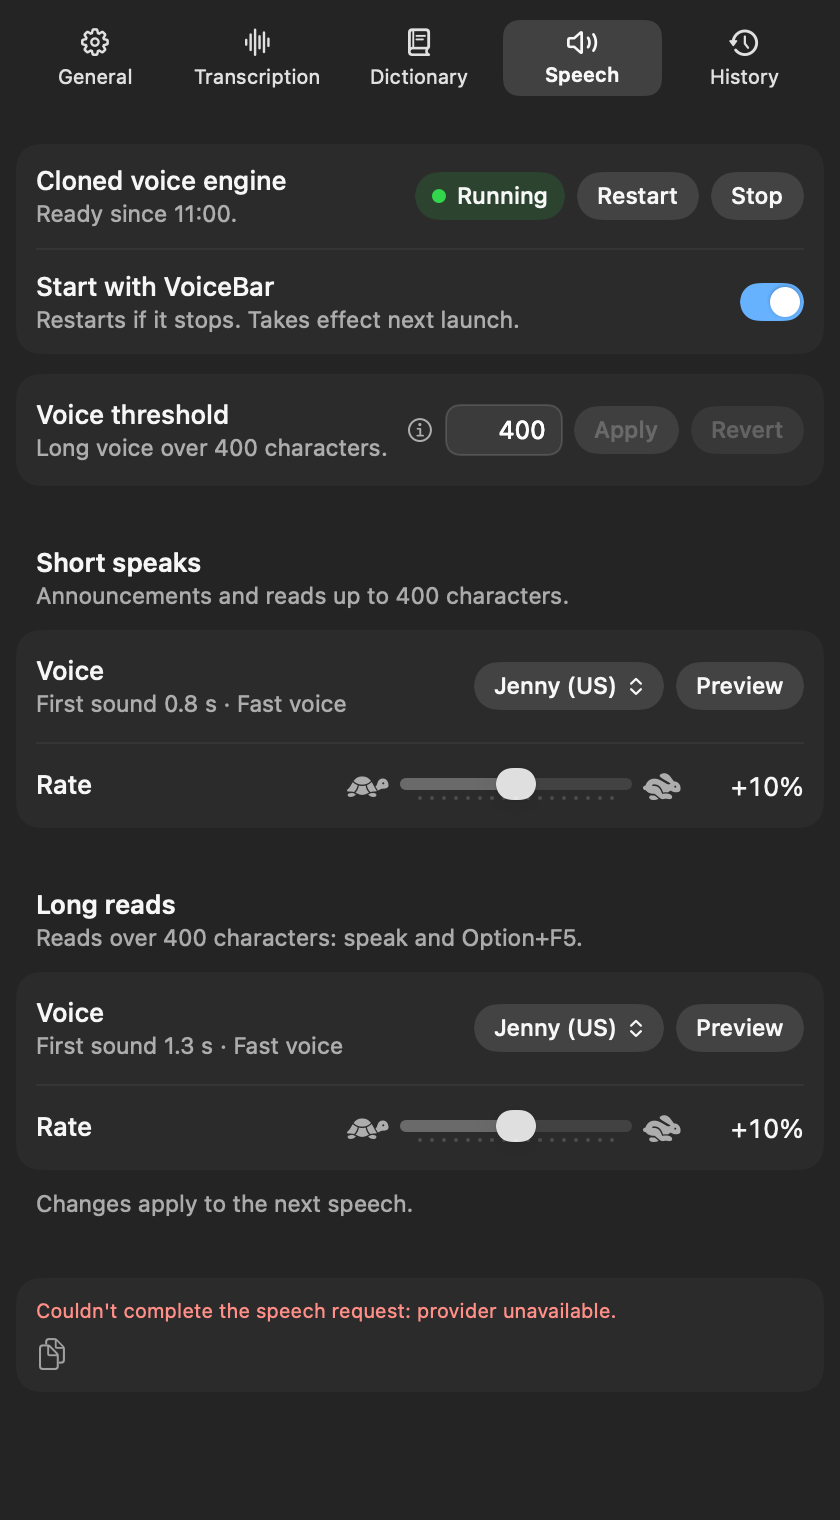 General Transcription Dictionary Speech History
Cloned voice engine
Ready since 11:00.
Running Restart Stop
Start with VoiceBar
Restarts if it stops. Takes effect next launch.
Voice threshold
Long voice over 400 characters.
400 Apply Revert
Short speaks
Announcements and reads up to 400 characters.
Voice
First sound 0.8 s · Fast voice
Jenny (US) Preview
Rate +10%
Long reads
Reads over 400 characters: speak and Option+F5.
Voice
First sound 1.3 s · Fast voice
Jenny (US) Preview
Rate +10%
Changes apply to the next speech.
Couldn't complete the speech request: provider unavailable.